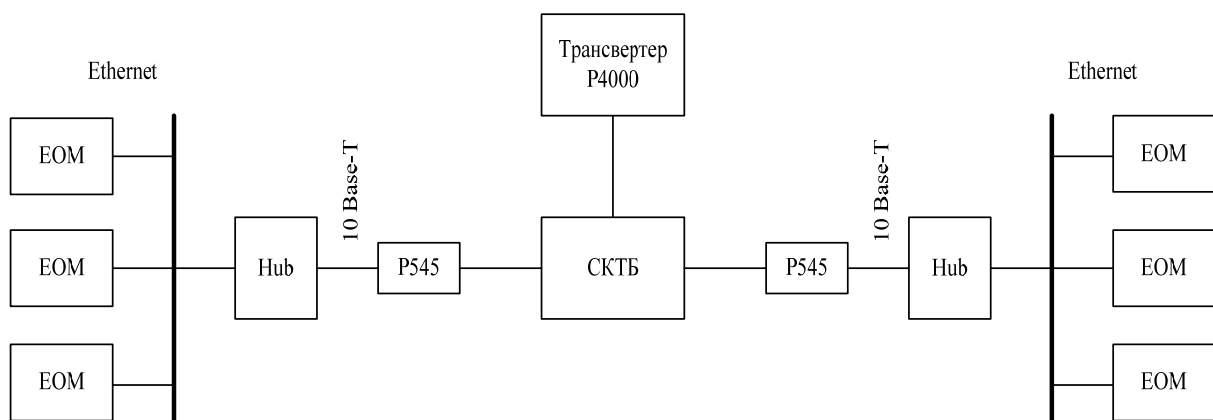 Трансвертер
P4000
Ethernet
Ethernet
ЕОМ
ЕОМ
10 Base-T
10 Base-T
Hub
P545
СКТБ
P545
Hub
ЕОМ
ЕОМ
ЕОМ
ЕОМ